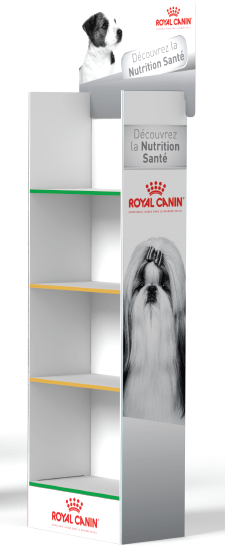 ROYAL CANIN
Découvrez la
Nutrition Santé
Découvrez
la Nutrition
Santé
ROYAL CANIN
ROYAL CANIN